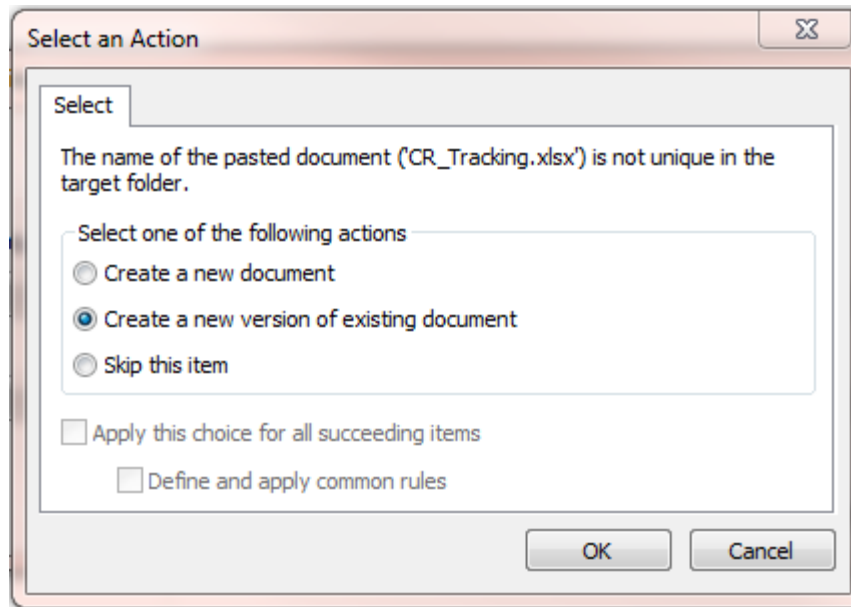 Select an Action
Select
The name of the pasted document ('CR_Tracking.xlsx') is not unique in the
target folder.
Select one of the following actions
Create a new document
Create a new version of existing document
Skip this item
Apply this choice for all succeeding items
Define and apply common rules
OK Cancel